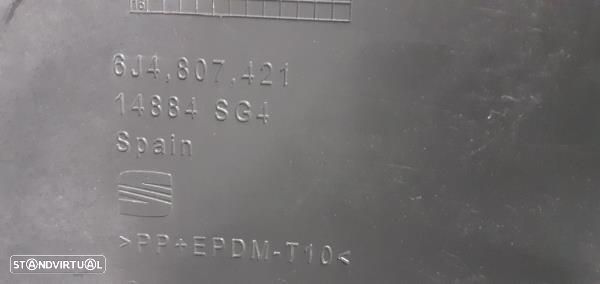 6J4.807.421
14884 SG4
Spain
>PP+EPDM-T10<
STANDVIRTUAL